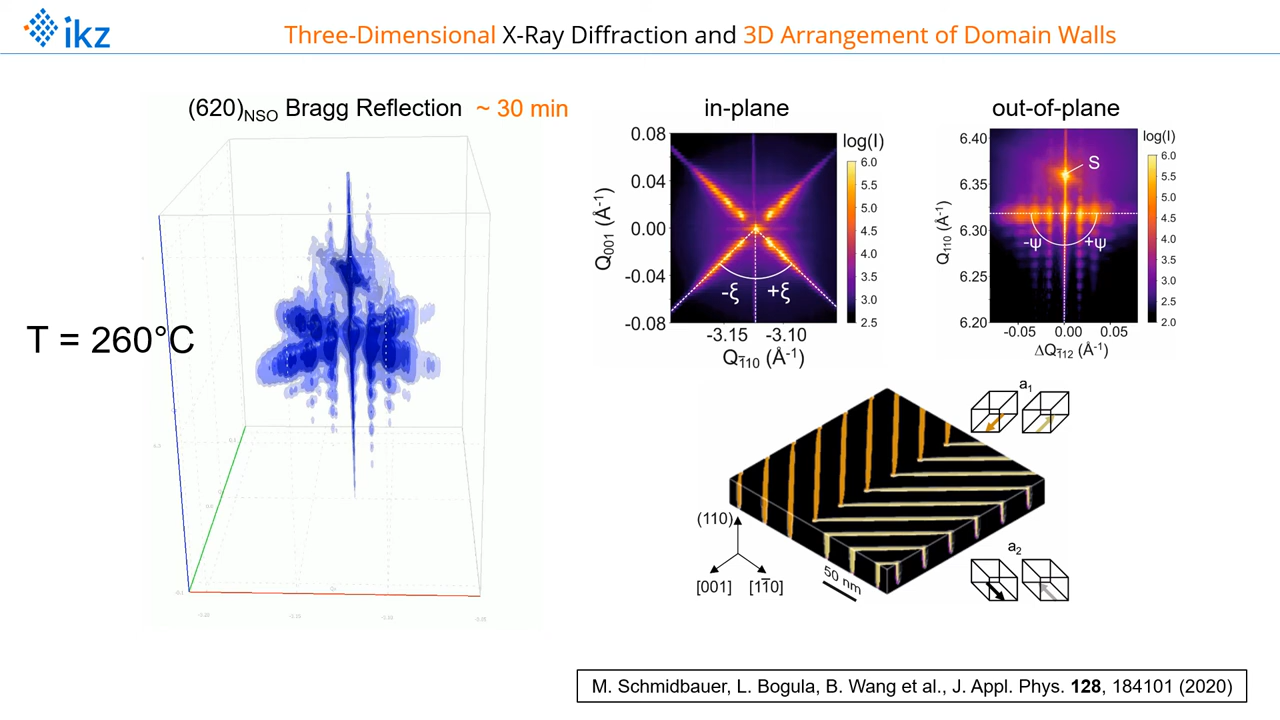 ikz
Three-Dimensional X-Ray Diffraction and 3D Arrangement of Domain Walls
(620)NSO Bragg Reflection ~ 30 min
T = 260°C
in-plane
log(I)
0.08
0.04
0.00
-0.04
-0.08
Q001 (Å-1)
-ξ +ξ
-3.15 -3.10
Q1̅10 (Å-1)
6.0
5.5
5.0
4.5
4.0
3.5
3.0
2.5
out-of-plane
log(I)
6.40
6.35
6.30
6.25
6.20
Q110 (Å-1)
S
-ψ +ψ
-0.05 0.00 0.05
ΔQ1̅12 (Å-1)
6.0
5.5
5.0
4.5
4.0
3.5
3.0
2.5
2.0
a1
(110)
[001] [11̅0]
50 nm
a2
M. Schmidbauer, L. Bogula, B. Wang et al., J. Appl. Phys. 128, 184101 (2020)